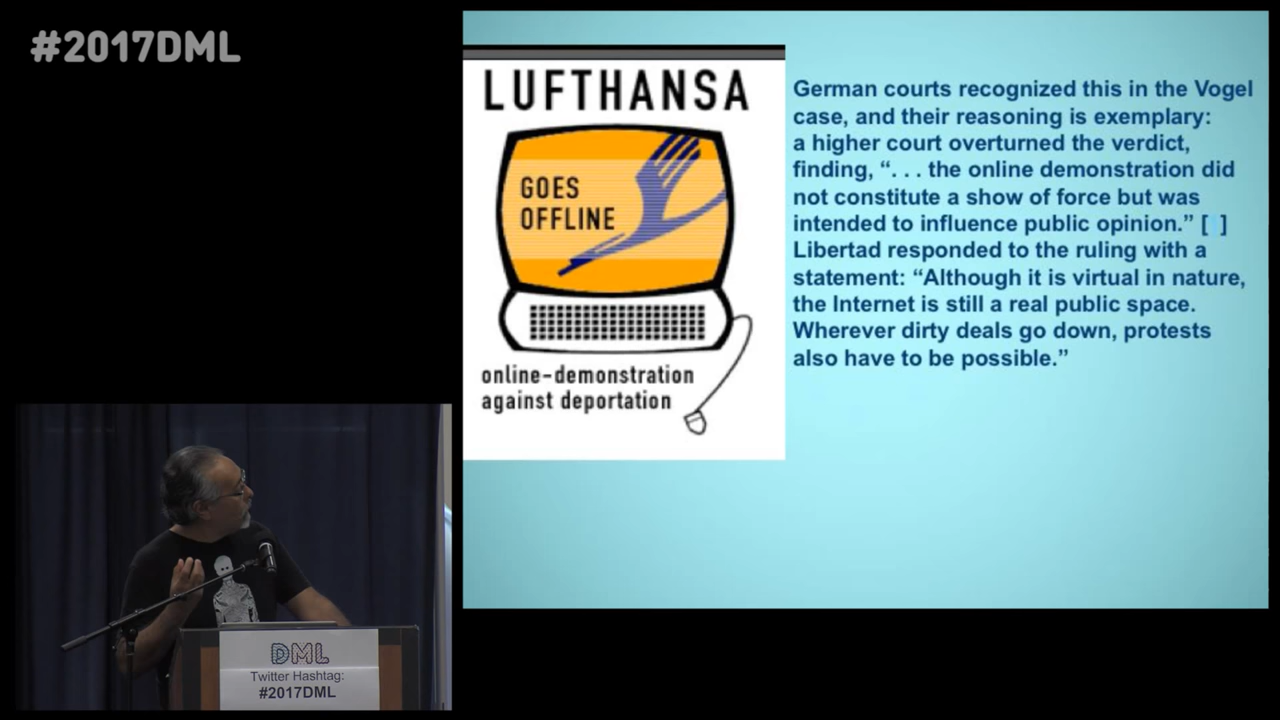 #2017DML
LUFTHANSA
GOES
OFFLINE
online-demonstration
against deportation
German courts recognized this in the Vogel
case, and their reasoning is exemplary:
a higher court overturned the verdict,
finding, “. . . the online demonstration did
not constitute a show of force but was
intended to influence public opinion.” [ ]
Libertad responded to the ruling with a
statement: “Although it is virtual in nature,
the Internet is still a real public space.
Wherever dirty deals go down, protests
also have to be possible.”
DML
Twitter Hashtag:
#2017DML